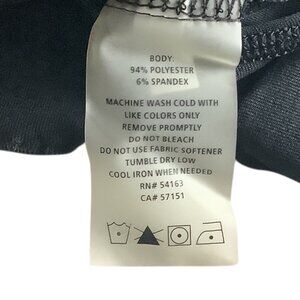 BODY:
94% POLYESTER
6% SPANDEX
MACHINE WASH COLD WITH
LIKE COLORS ONLY
REMOVE PROMPTLY
DO NOT BLEACH
DO NOT USE FABRIC SOFTENER
TUMBLE DRY LOW
COOL IRON WHEN NEEDED
RN# 54163
CA# 57151